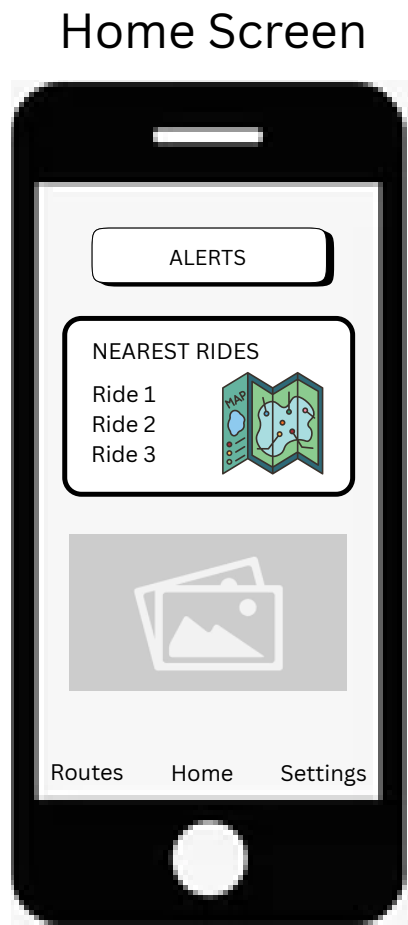 Home Screen
ALERTS
NEAREST RIDES
Ride 1
Ride 2
Ride 3
MAP
Routes
Home
Settings